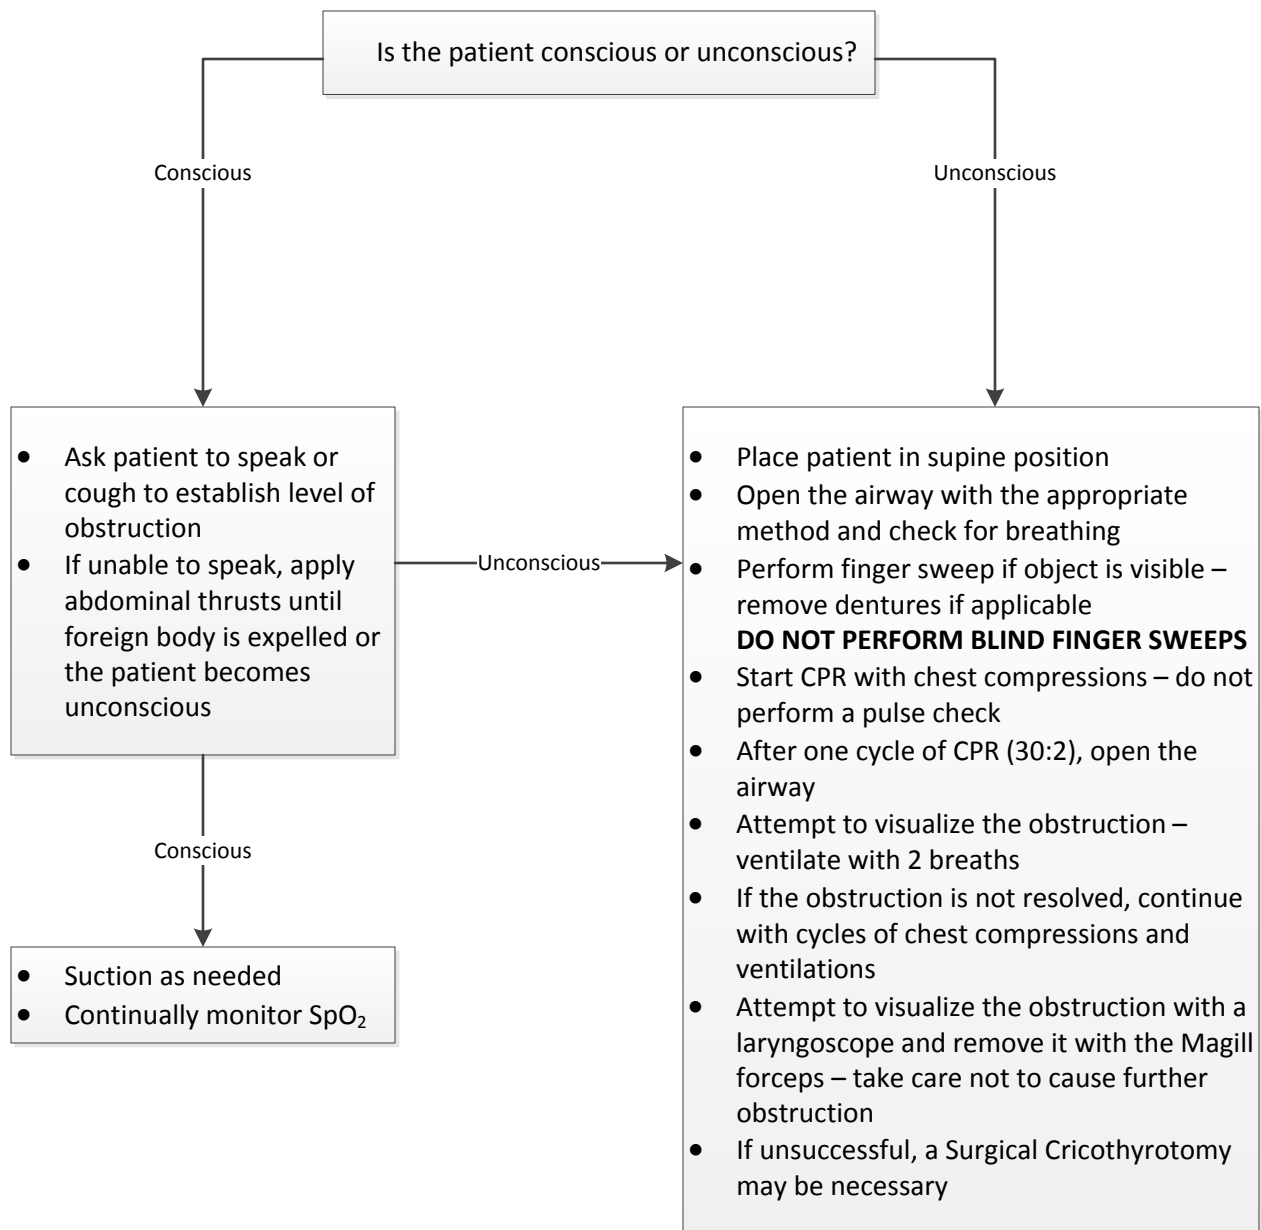 Is the patient conscious or unconscious?
Conscious
Unconscious
• Ask patient to speak or
cough to establish level of
obstruction
• If unable to speak, apply
abdominal thrusts until
foreign body is expelled or
the patient becomes
unconscious
Unconscious
• Place patient in supine position
• Open the airway with the appropriate
method and check for breathing
• Perform finger sweep if object is visible –
remove dentures if applicable
DO NOT PERFORM BLIND FINGER SWEEPS
• Start CPR with chest compressions – do not
perform a pulse check
• After one cycle of CPR (30:2), open the
airway
• Attempt to visualize the obstruction –
ventilate with 2 breaths
• If the obstruction is not resolved, continue
with cycles of chest compressions and
ventilations
• Attempt to visualize the obstruction with a
laryngoscope and remove it with the Magill
forceps – take care not to cause further
obstruction
• If unsuccessful, a Surgical Cricothyrotomy
may be necessary
Conscious
• Suction as needed
• Continually monitor SpO₂